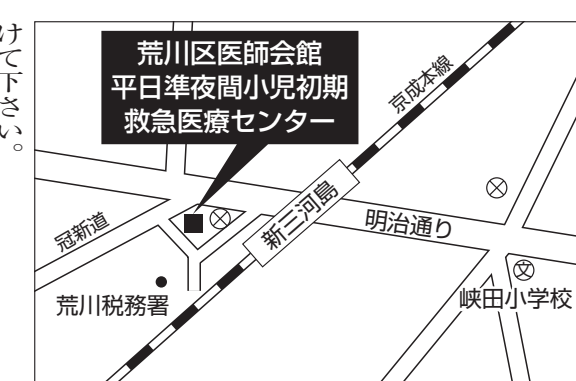 けて下さい。
荒川区医師会館
平日準夜間小児初期
救急医療センター
京成本線
新三河島
明治通り
冠新道
荒川税務署
文
峡田小学校